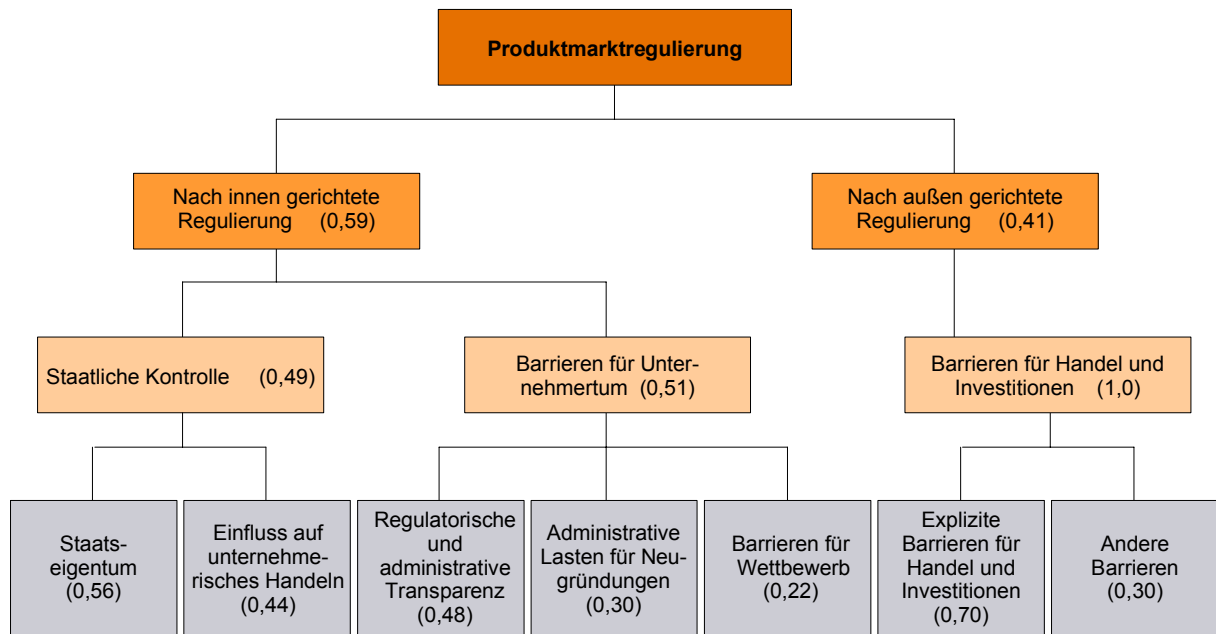 Produktmarktregulierung
Nach innen gerichtete
Regulierung (0,59)
Nach außen gerichtete
Regulierung (0,41)
Staatliche Kontrolle (0,49)
Barrieren für Unter-
nehmertum (0,51)
Barrieren für Handel und
Investitionen (1,0)
Staats-
eigentum
(0,56)
Einfluss auf
unternehme-
risches Handeln
(0,44)
Regulatorische
und
administrative
Transparenz
(0,48)
Administrative
Lasten für Neu-
gründungen
(0,30)
Barrieren für
Wettbewerb
(0,22)
Explizite
Barrieren für
Handel und
Investitionen
(0,70)
Andere
Barrieren
(0,30)